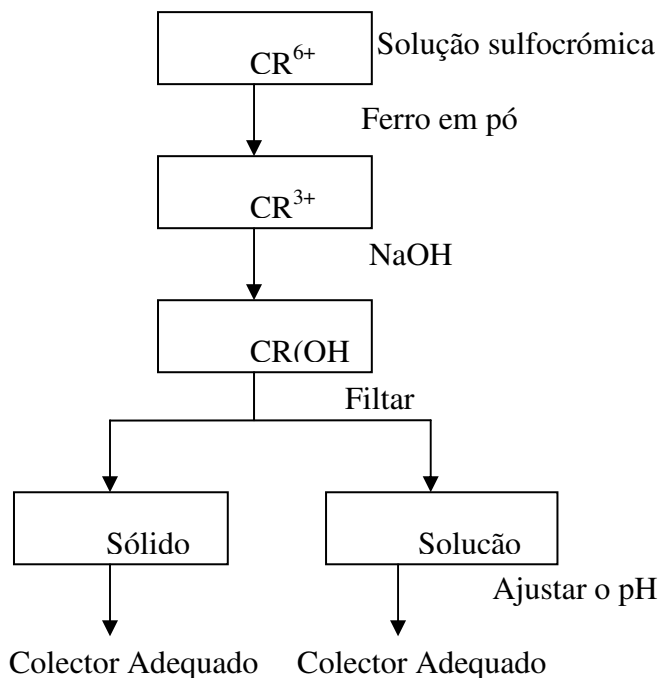 CR⁶⁺ Solução sulfocrómica
Ferro em pó
CR³⁺
NaOH
CR(OH
Filtar
Sólido Solucão
Ajustar o pH
Colector Adequado Colector Adequado